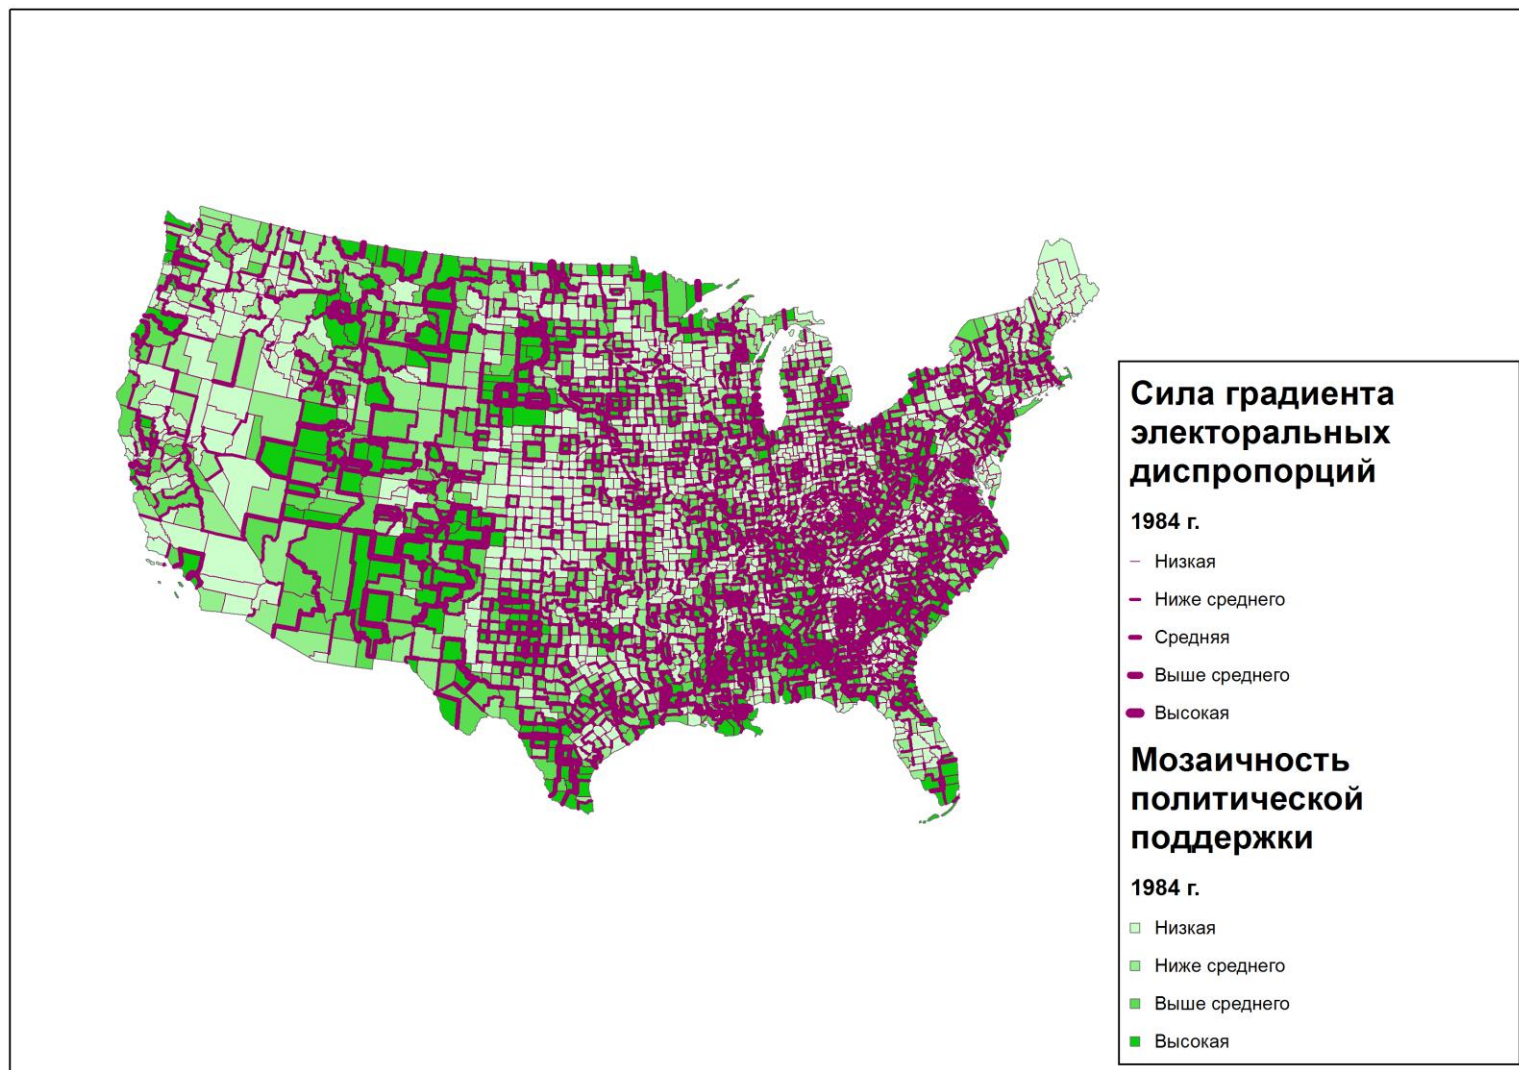 Сила градиента
электоральных
диспропорций
1984 г.
Низкая
Ниже среднего
Средняя
Выше среднего
Высокая
Мозаичность
политической
поддержки
1984 г.
Низкая
Ниже среднего
Выше среднего
Высокая